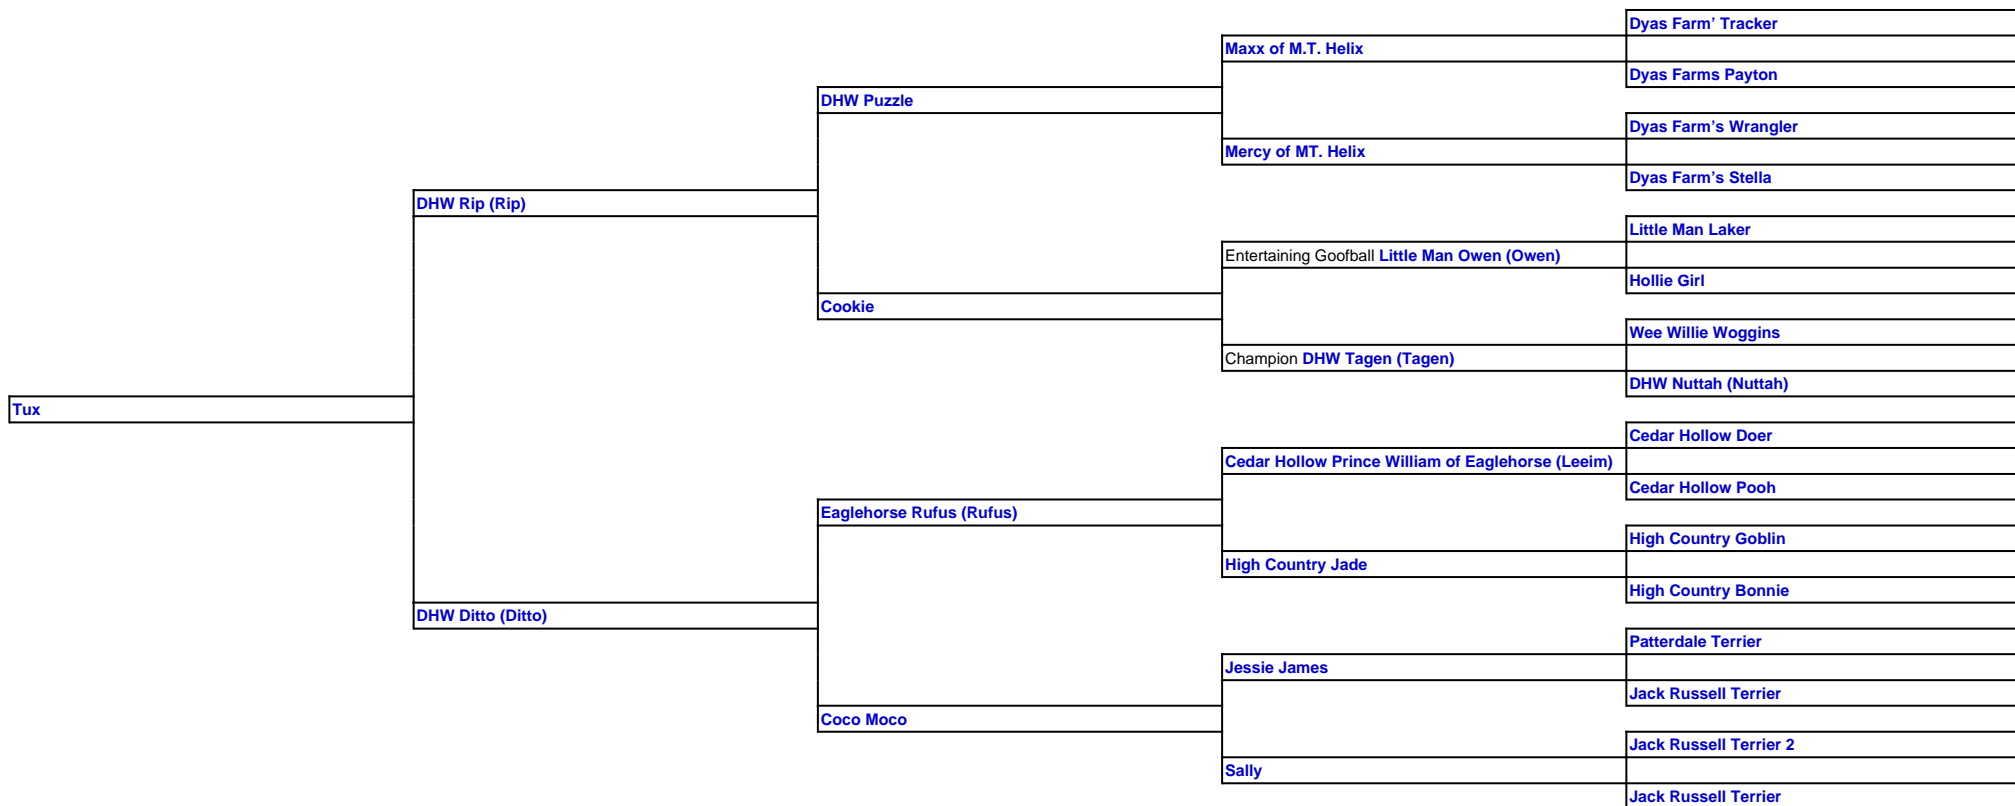 Dyas Farm’ Tracker
Maxx of M.T. Helix
Dyas Farms Payton
DHW Puzzle
Dyas Farm’s Wrangler
Mercy of MT. Helix
Dyas Farm’s Stella
DHW Rip (Rip)
Little Man Laker
Entertaining Goofball Little Man Owen (Owen)
Hollie Girl
Cookie
Wee Willie Woggins
Champion DHW Tagen (Tagen)
DHW Nuttah (Nuttah)
Tux
Cedar Hollow Doer
Cedar Hollow Prince William of Eaglehorse (Leeim)
Cedar Hollow Pooh
Eaglehorse Rufus (Rufus)
High Country Goblin
High Country Jade
High Country Bonnie
DHW Ditto (Ditto)
Patterdale Terrier
Jessie James
Jack Russell Terrier
Coco Moco
Jack Russell Terrier 2
Sally
Jack Russell Terrier